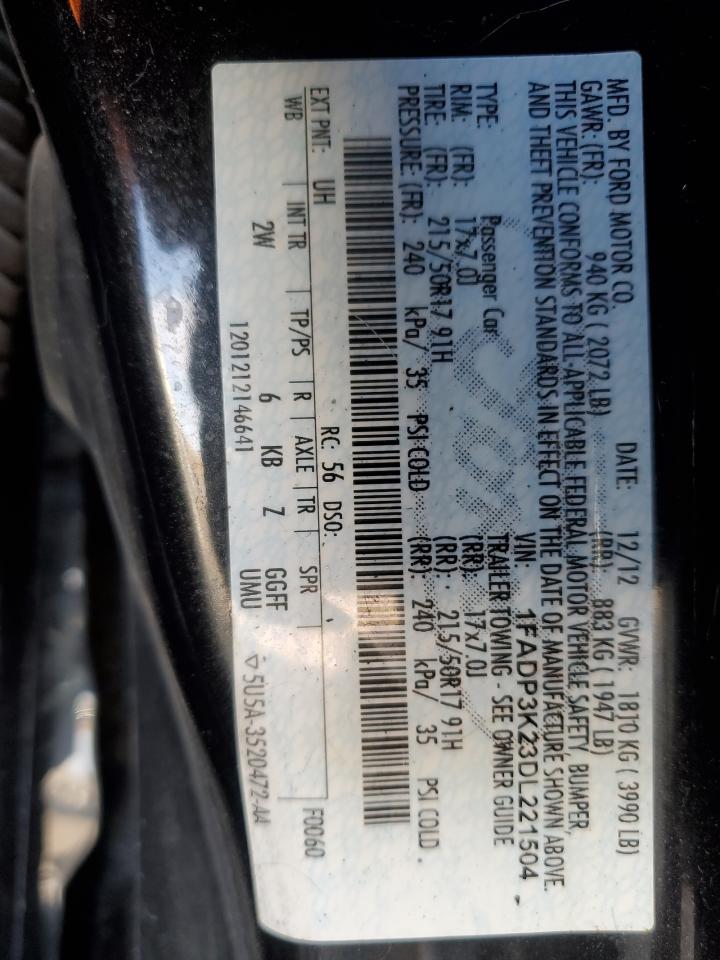 MFD. BY FORD MOTOR CO.
DATE: 12/12 GVWR: 1810 KG ( 3990 LB)
GAWR: (FR): 940 KG ( 2072 LB) (RR): 883 KG ( 1947 LB)
THIS VEHICLE CONFORMS TO ALL APPLICABLE FEDERAL MOTOR VEHICLE SAFETY, BUMPER,
AND THEFT PREVENTION STANDARDS IN EFFECT ON THE DATE OF MANUFACTURE SHOWN ABOVE.
VIN: 1FADP3K23DL221504
TYPE: Passenger Car TRAILER TOWING - SEE OWNER GUIDE
RIM: (FR): 17x7.0J (RR): 17x7.0J
TIRE: (FR): 215/50R17 91H (RR): 215/50R17 91H
PRESSURE: (FR): 240 kPa/ 35 PSI COLD (RR): 240 kPa/ 35 PSI COLD
EXT PNT: UH RC: 56 DSO: F0060
WB INT TR TP/PS R AXLE TR SPR
2W 6 KB Z GGFF
UMU
120121214664 1 5U5A-3520472-AA